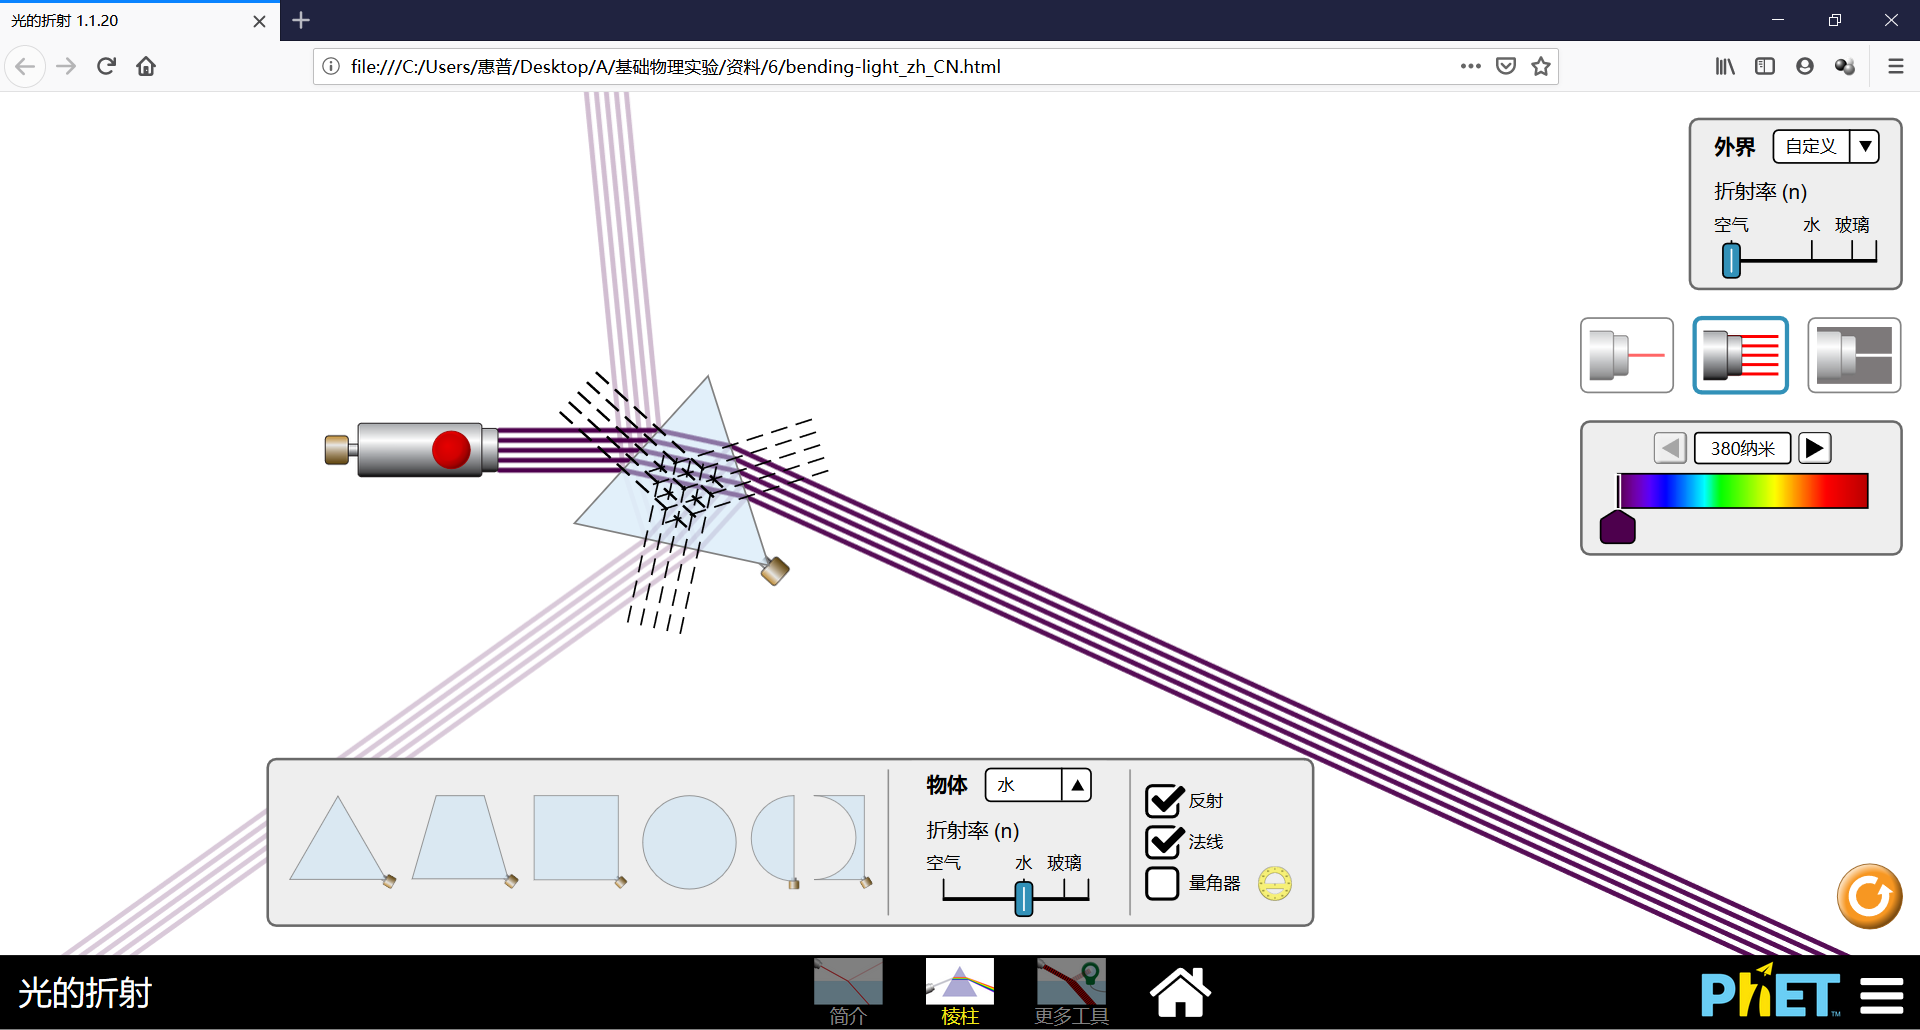 光的折射 1.1.20
file:///C:/Users/惠普/Desktop/A/基础物理实验/资料/6/bending-light_zh_CN.html
外界 自定义
折射率 (n)
空气 水 玻璃
380纳米
物体 水
折射率 (n)
空气 水 玻璃
反射
法线
量角器
光的折射
简介
棱柱
更多工具
PhET™